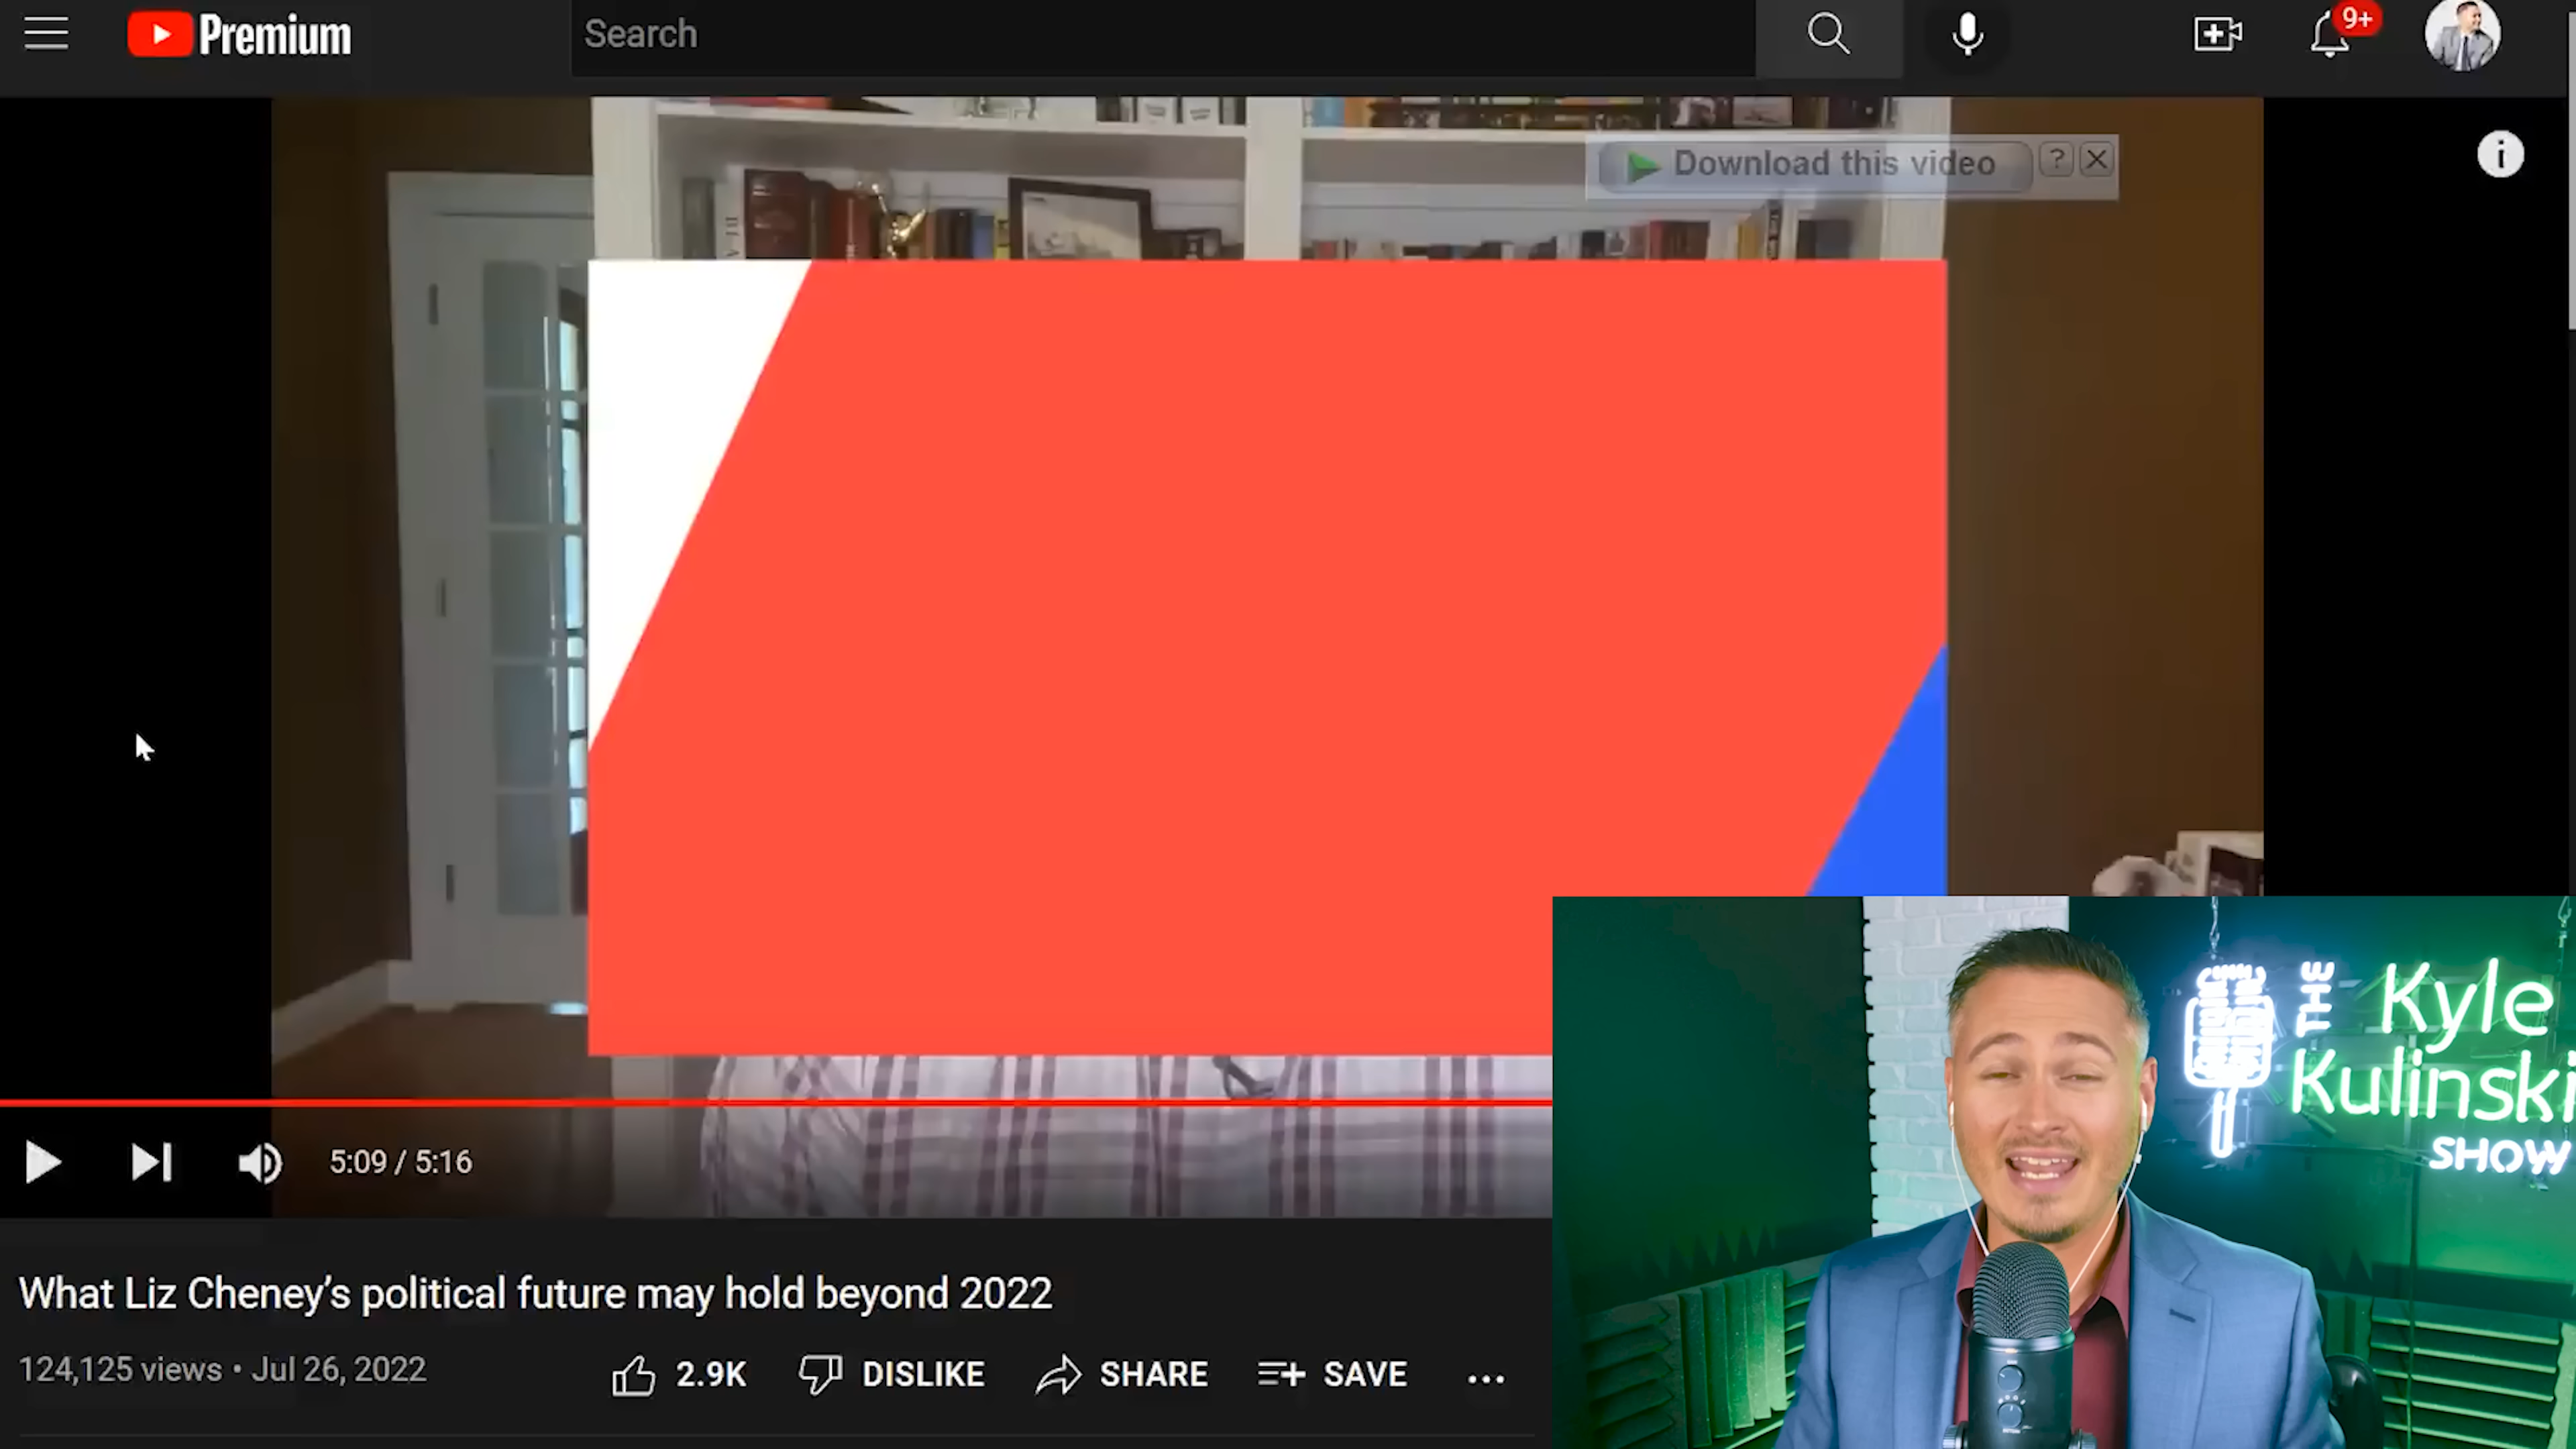 Premium
Search
9+
Download this video
?
5:09 / 5:16
What Liz Cheney’s political future may hold beyond 2022
124,125 views • Jul 26, 2022
2.9K
DISLIKE
SHARE
SAVE
THE
Kyle
Kulinski
SHOW